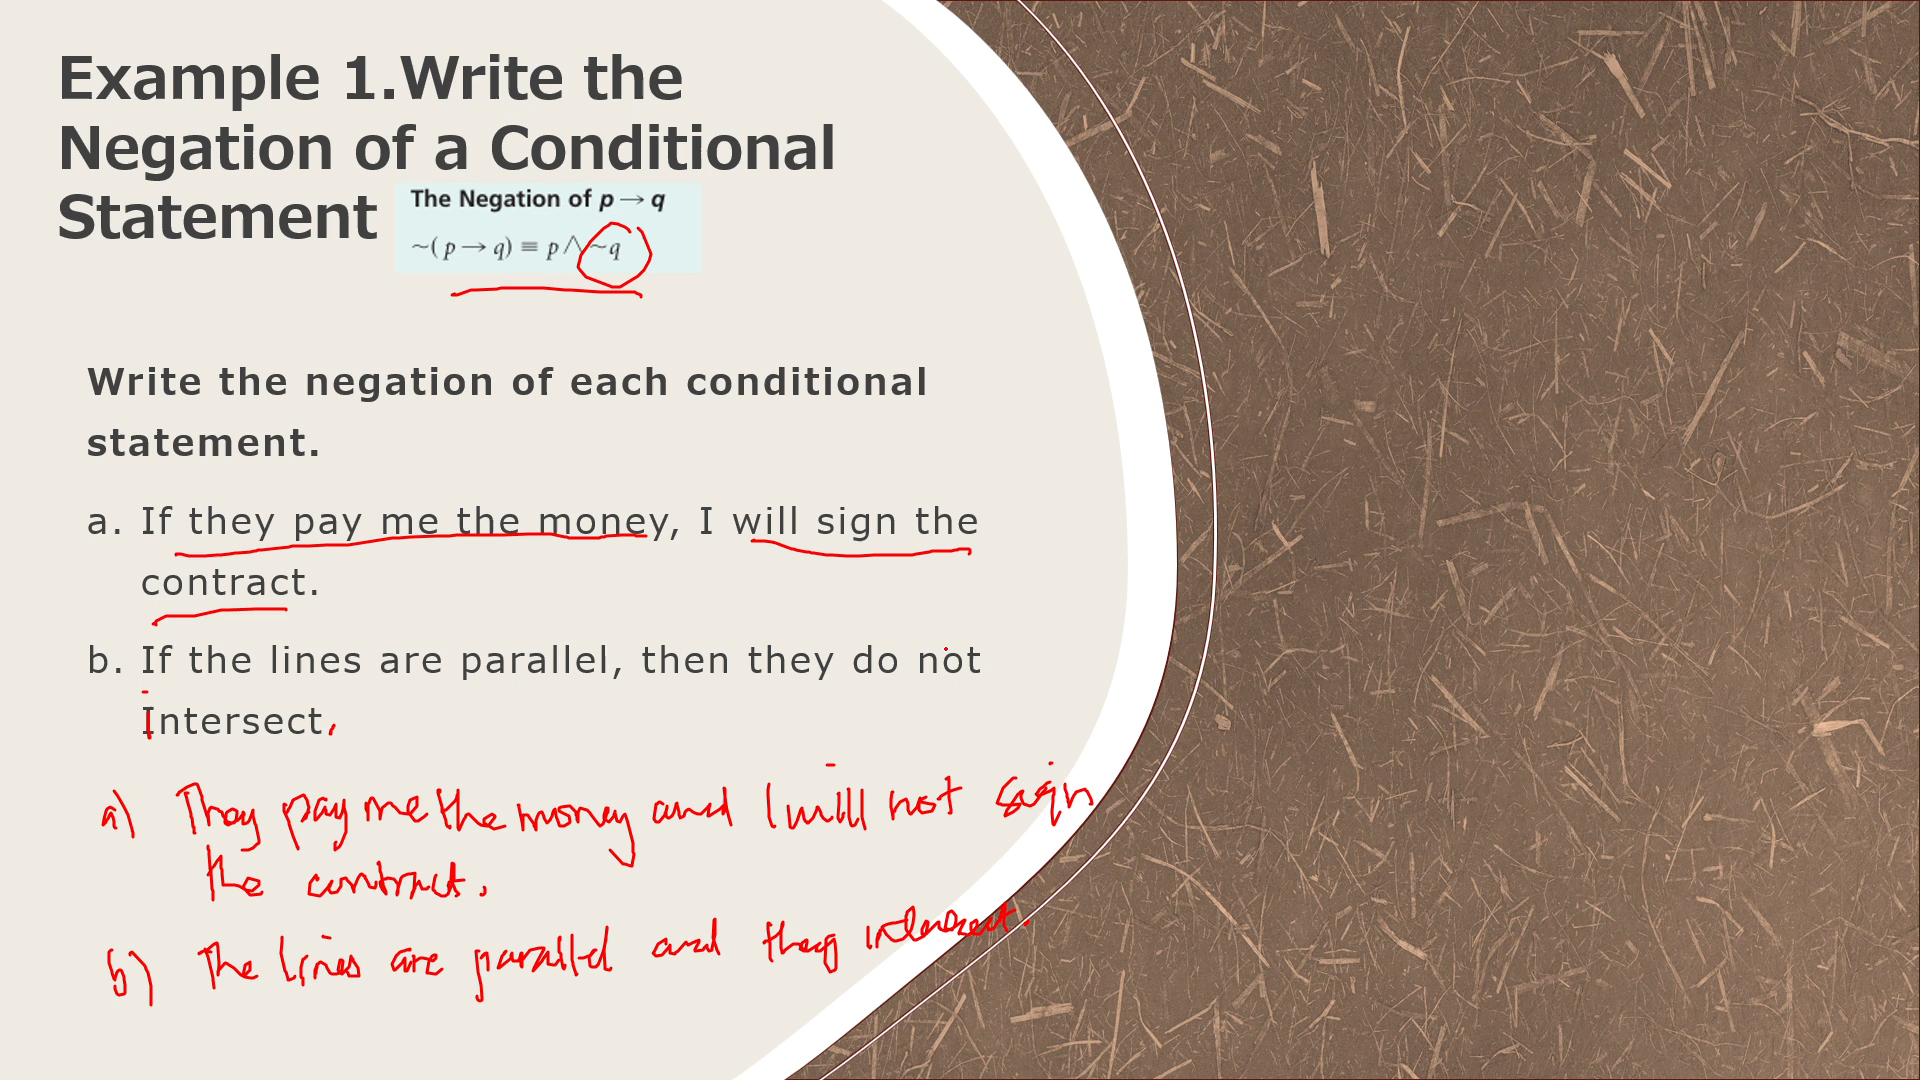 Example 1.Write the
Negation of a Conditional
Statement
The Negation of p → q
~( p → q) ≡ p ∧ ~q
Write the negation of each conditional
statement.
a. If they pay me the money, I will sign the
contract.
b. If the lines are parallel, then they do not
Intersect.
a) They pay me the money and I will not sign
the contract.
b) The lines are parallel and they intersect.